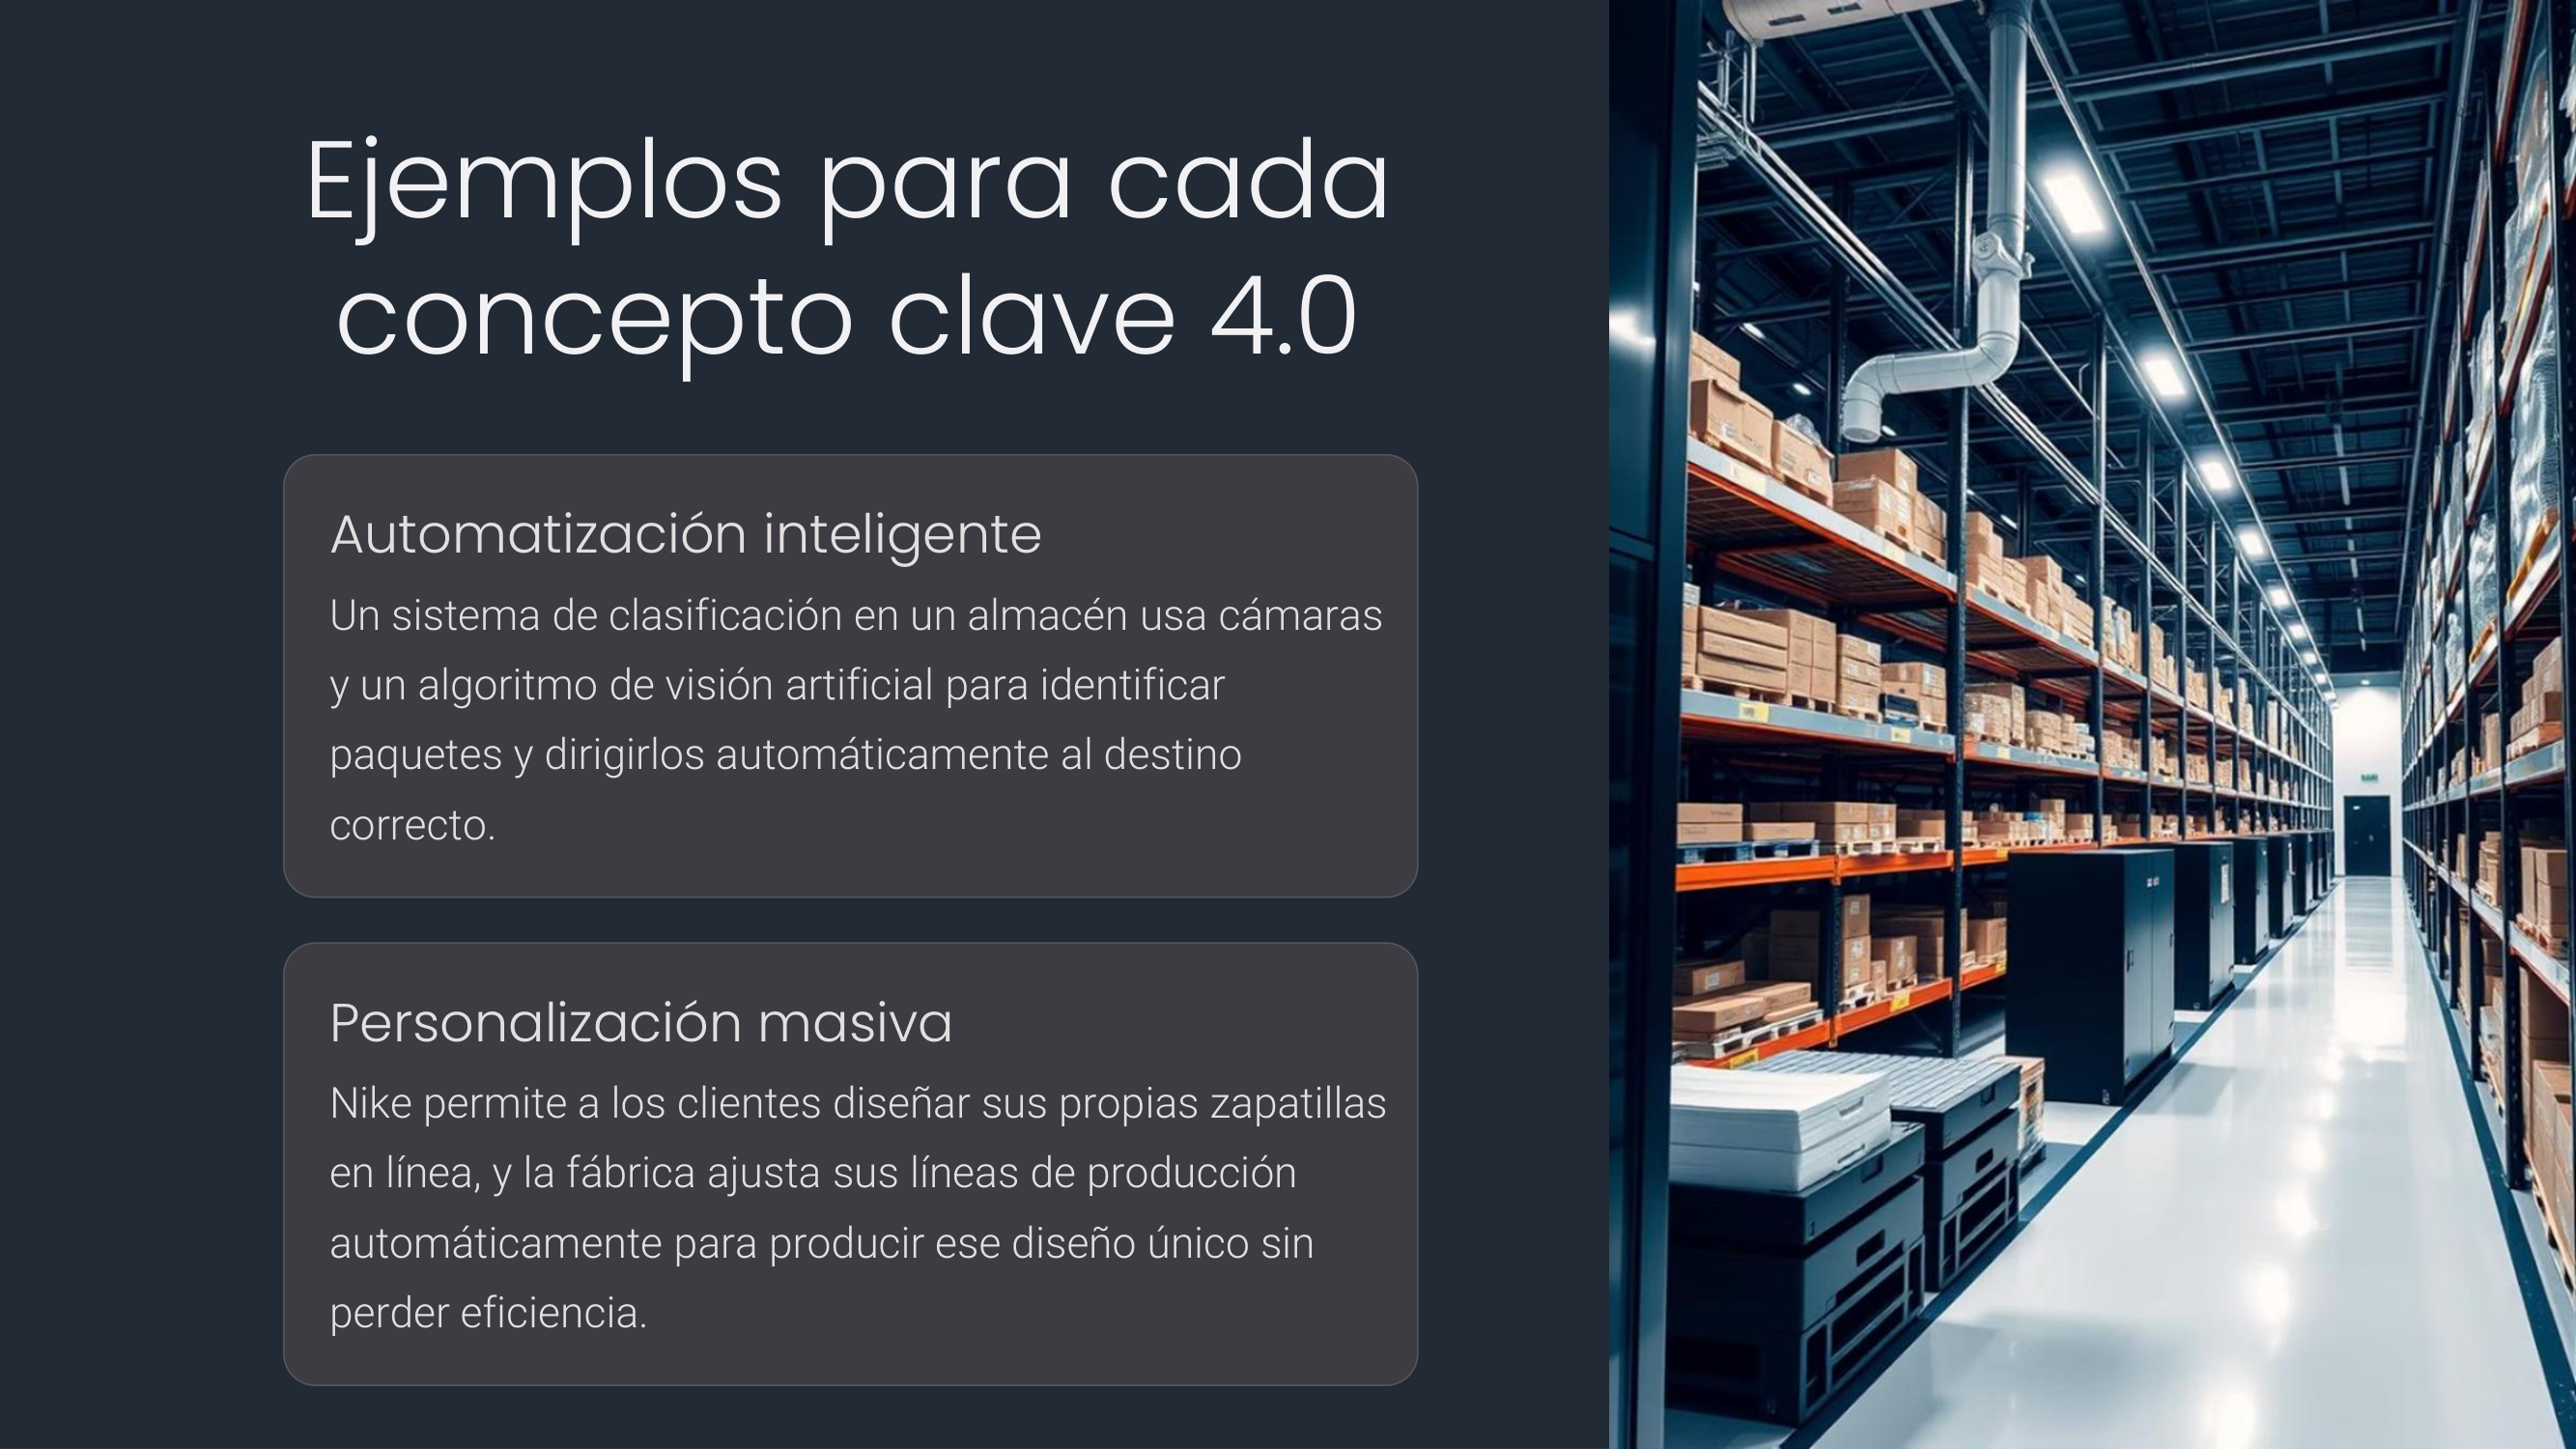 Ejemplos para cada
concepto clave 4.0
Automatización inteligente
Un sistema de clasificación en un almacén usa cámaras
y un algoritmo de visión artificial para identificar
paquetes y dirigirlos automáticamente al destino
correcto.
Personalización masiva
Nike permite a los clientes diseñar sus propias zapatillas
en línea, y la fábrica ajusta sus líneas de producción
automáticamente para producir ese diseño único sin
perder eficiencia.